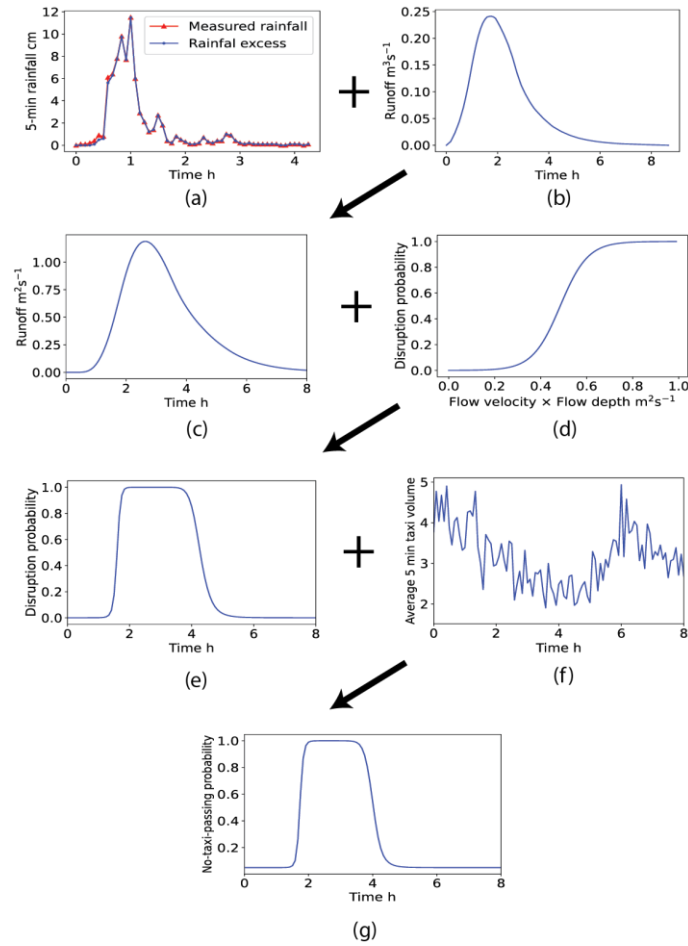 12
10
8
6
4
2
0
5-min rainfall cm
Measured rainfall
Rainfal excess
0 1 2 3 4
Time h
(a)
+
0.25
0.20
0.15
0.10
0.05
0.00
Runoff m³s⁻¹
0 2 4 6 8
Time h
(b)
1.00
0.75
0.50
0.25
0.00
Runoff m²s⁻¹
0 2 4 6 8
Time h
(c)
+
1.0
0.8
0.6
0.4
0.2
0.0
Disruption probability
0.0 0.2 0.4 0.6 0.8 1.0
Flow velocity × Flow depth m²s⁻¹
(d)
1.0
0.8
0.6
0.4
0.2
0.0
Disruption probability
0 2 4 6 8
Time h
(e)
+
5
4
3
2
Average 5 min taxi volume
0 2 4 6 8
Time h
(f)
1.0
0.8
0.6
0.4
0.2
No-taxi-passing probability
0 2 4 6 8
Time h
(g)